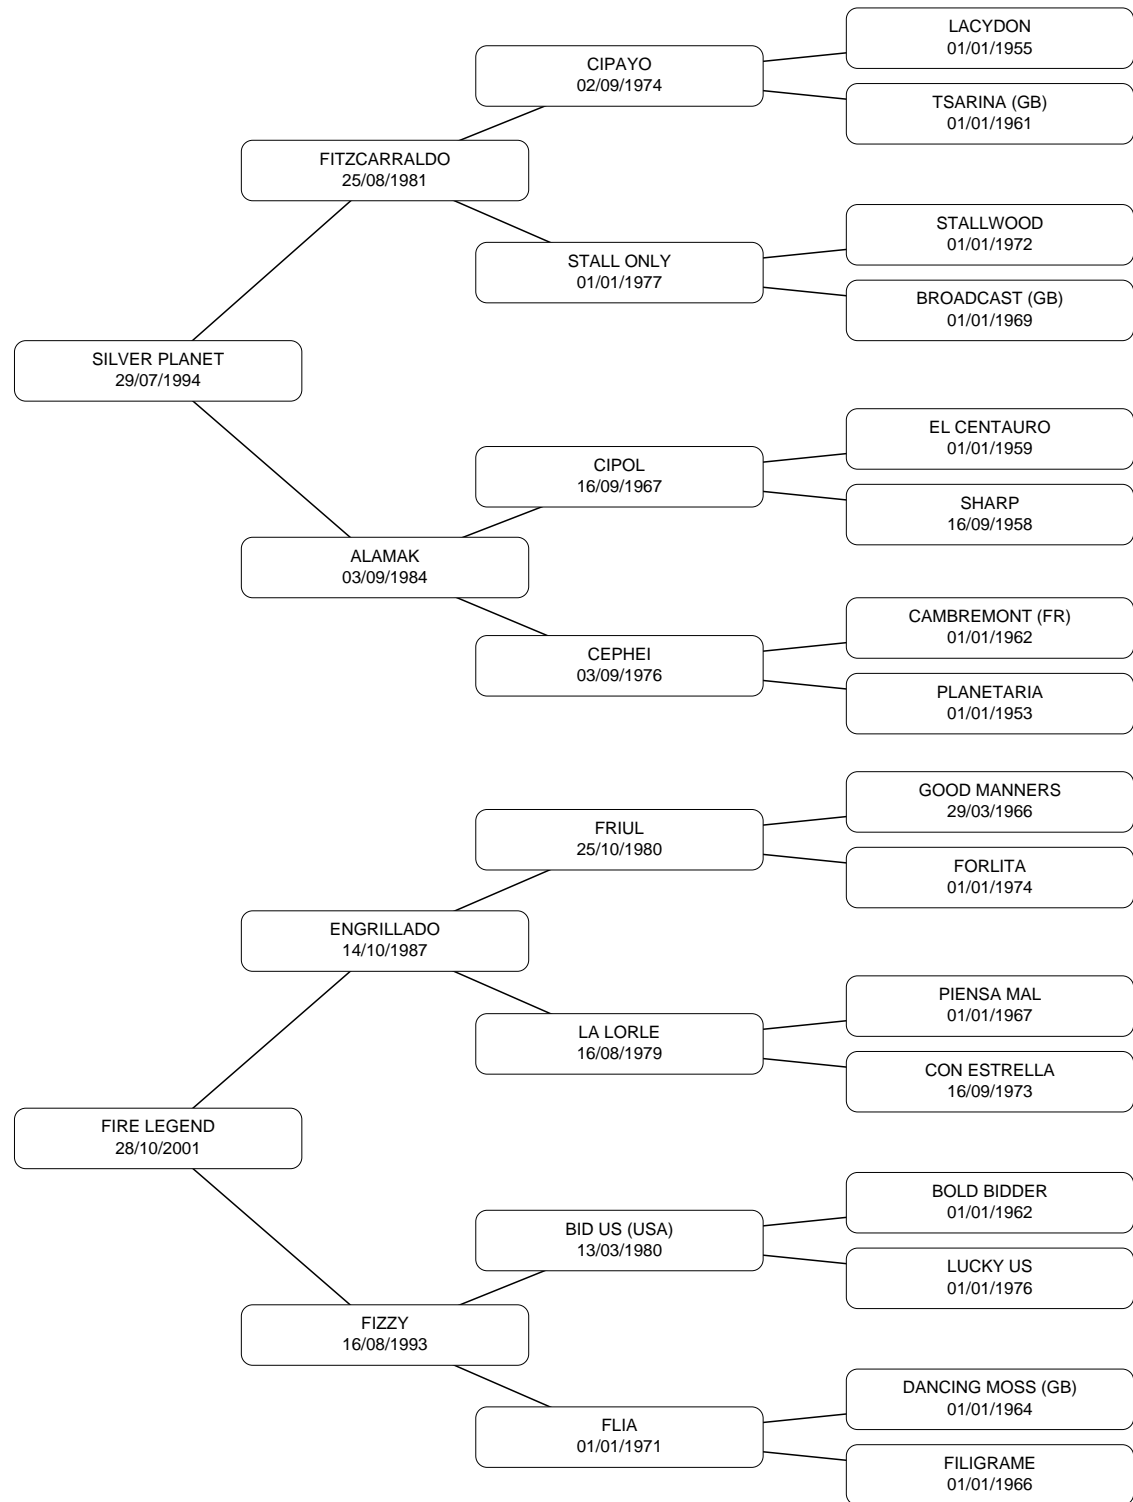 LACYDON
01/01/1955
CIPAYO
02/09/1974
TSARINA (GB)
01/01/1961
FITZCARRALDO
25/08/1981
STALLWOOD
01/01/1972
STALL ONLY
01/01/1977
BROADCAST (GB)
01/01/1969
SILVER PLANET
29/07/1994
EL CENTAURO
01/01/1959
CIPOL
16/09/1967
SHARP
16/09/1958
ALAMAK
03/09/1984
CAMBREMONT (FR)
01/01/1962
CEPHEI
03/09/1976
PLANETARIA
01/01/1953
GOOD MANNERS
29/03/1966
FRIUL
25/10/1980
FORLITA
01/01/1974
ENGRILLADO
14/10/1987
PIENSA MAL
01/01/1967
LA LORLE
16/08/1979
CON ESTRELLA
16/09/1973
FIRE LEGEND
28/10/2001
BOLD BIDDER
01/01/1962
BID US (USA)
13/03/1980
LUCKY US
01/01/1976
FIZZY
16/08/1993
DANCING MOSS (GB)
01/01/1964
FLIA
01/01/1971
FILIGRAME
01/01/1966